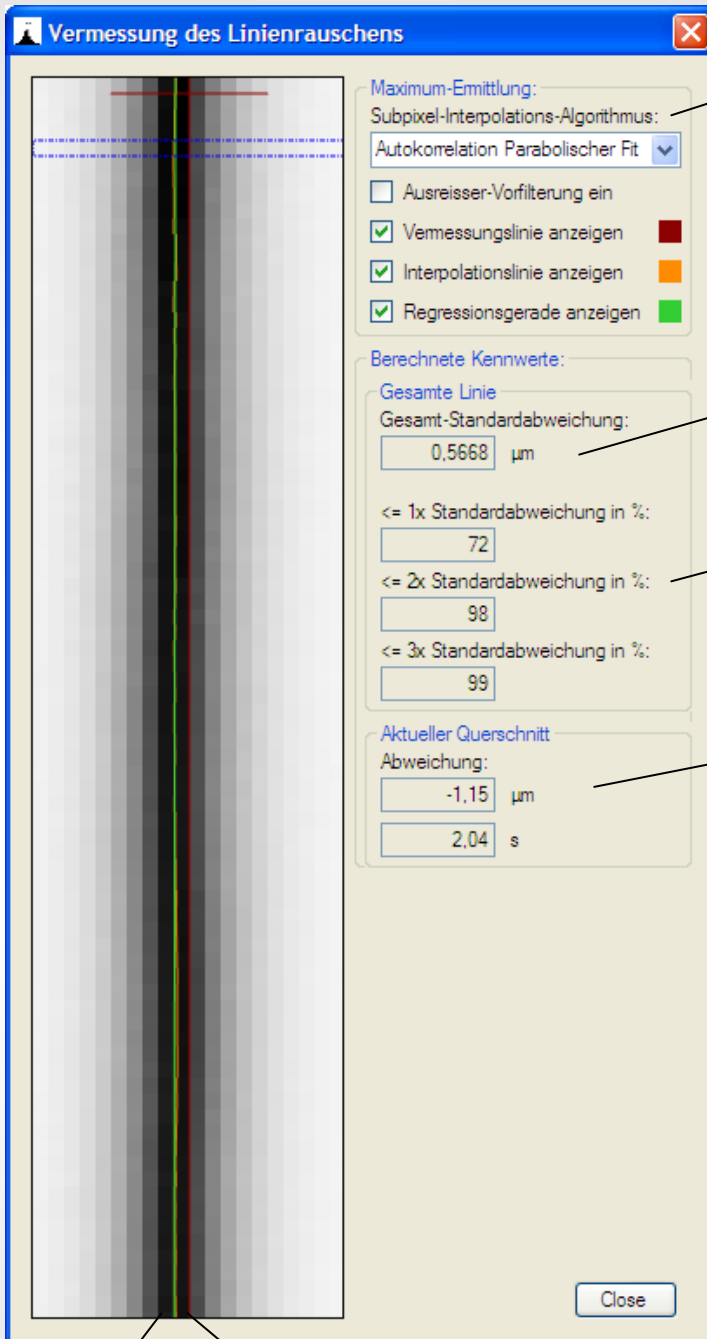 Vermessung des Linienrauschens
Maximum-Ermittlung:
Subpixel-Interpolations-Algorithmus:
Autokorrelation Parabolischer Fit
Ausreisser-Vorfilterung ein
Vermessungslinie anzeigen
Interpolationslinie anzeigen
Regressionsgerade anzeigen
Berechnete Kennwerte:
Gesamte Linie
Gesamt-Standardabweichung:
0,5668 µm
<= 1x Standardabweichung in %:
72
<= 2x Standardabweichung in %:
98
<= 3x Standardabweichung in %:
99
Aktueller Querschnitt
Abweichung:
-1,15 µm
2,04 s
Close